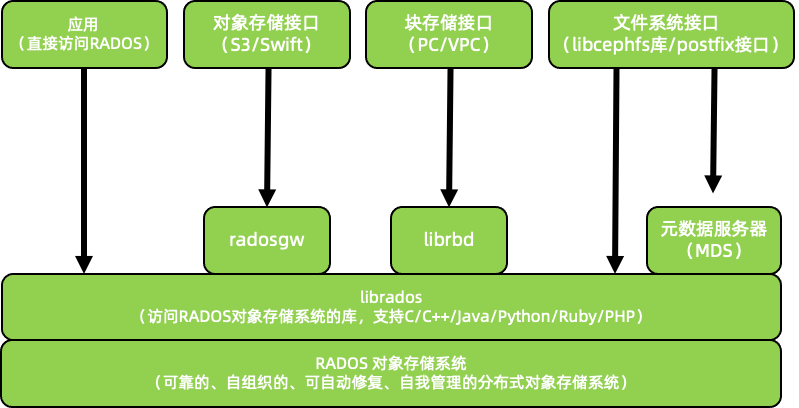 应用
（直接访问RADOS）
对象存储接口
（S3/Swift）
块存储接口
（PC/VPC）
文件系统接口
（libcephfs库/postfix接口）
radosgw
librbd
元数据服务器
（MDS）
librados
（访问RADOS对象存储系统的库，支持C/C++/Java/Python/Ruby/PHP）
RADOS 对象存储系统
（可靠的、自组织的、可自动修复、自我管理的分布式对象存储系统）